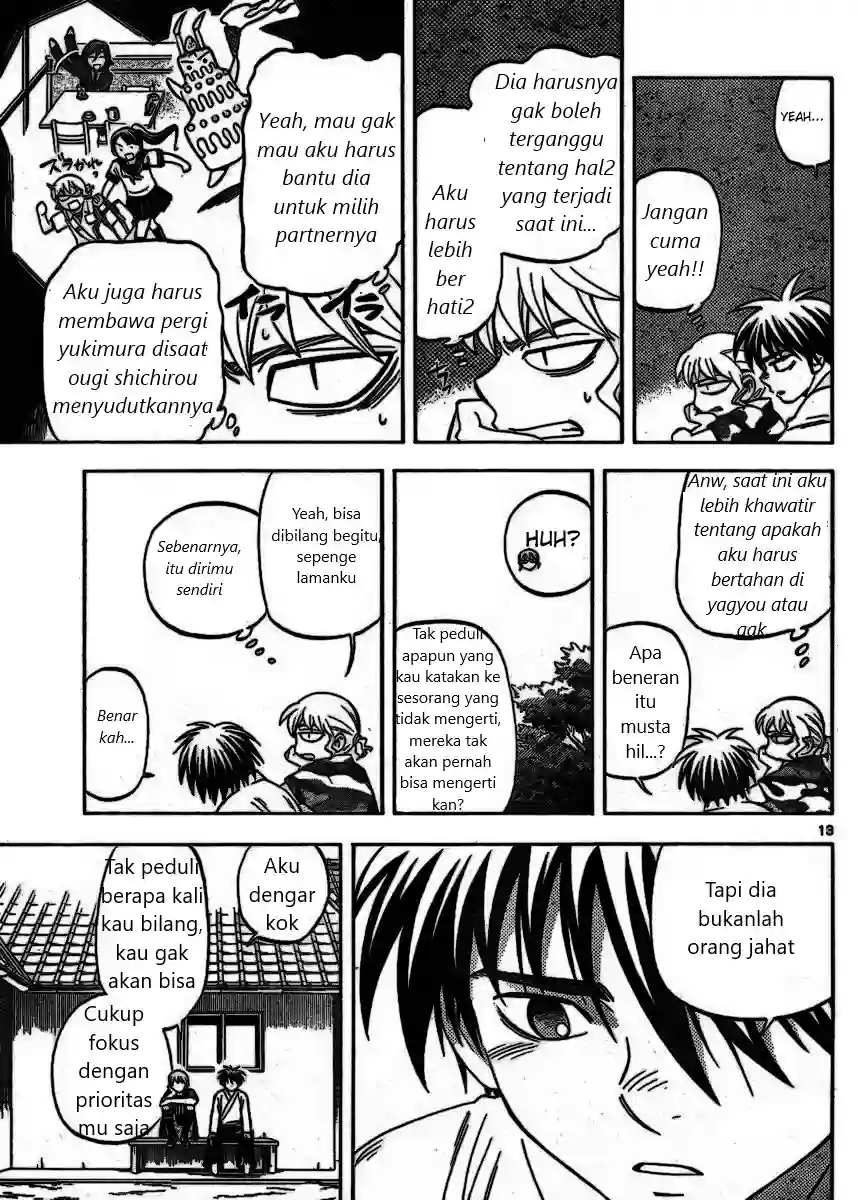 YEAH...
Jangan
cuma
yeah!!
Dia harusnya
gak boleh
terganggu
tentang hal2
yang terjadi
saat ini...
Aku
harus
lebih
ber
hati2
Yeah, mau gak
mau aku harus
bantu dia
untuk milih
partnernya
イラ
イラ
Aku juga harus
membawa pergi
yukimura disaat
ougi shichirou
menyudutkannya
Anw, saat ini aku
lebih khawatir
tentang apakah
aku harus
bertahan di
yagyou atau
gak
Apa
beneran
itu
musta
hil...?
HUH?
Tak peduli
apapun yang
kau katakan ke
sesorang yang
tidak mengerti,
mereka tak
akan pernah
bisa mengerti
kan?
Yeah, bisa
dibilang begitu
sepenge
lamanku
Sebenarnya,
itu dirimu
sendiri
Benar
kah...
13
Tapi dia
bukanlah
orang jahat
Aku
dengar
kok
Tak peduli
berapa kali
kau bilang,
kau gak
akan bisa
Cukup
fokus
dengan
prioritas
mu saja